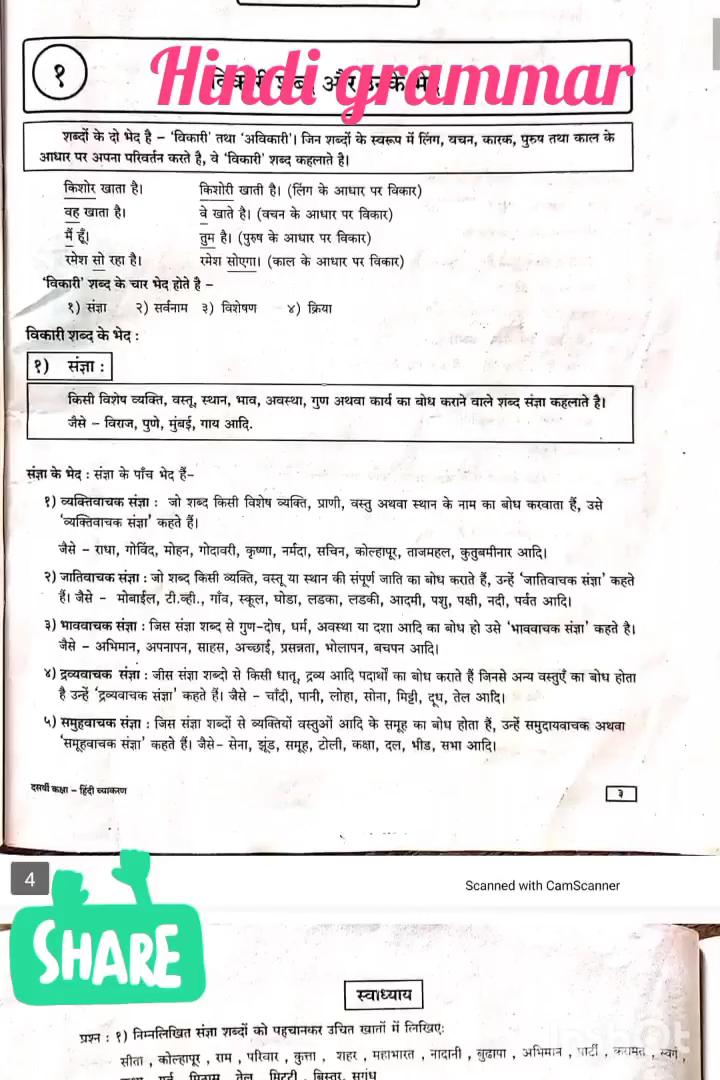 Hindi grammar
१ विकारी शब्द और उनके भेद
शब्दों के दो भेद है – 'विकारी' तथा 'अविकारी'। जिन शब्दों के स्वरूप में लिंग, वचन, कारक, पुरुष तथा काल के
आधार पर अपना परिवर्तन करते है, वे 'विकारी' शब्द कहलाते है।
किशोर खाता है। किशोरी खाती है। (लिंग के आधार पर विकार)
वह खाता है। वे खाते है। (वचन के आधार पर विकार)
मैं हूँ। तुम है। (पुरुष के आधार पर विकार)
रमेश सो रहा है। रमेश सोएगा। (काल के आधार पर विकार)
'विकारी' शब्द के चार भेद होते है –
१) संज्ञा २) सर्वनाम ३) विशेषण ४) क्रिया
विकारी शब्द के भेद :
१) संज्ञा :
किसी विशेष व्यक्ति, वस्तू, स्थान, भाव, अवस्था, गुण अथवा कार्य का बोध कराने वाले शब्द संज्ञा कहलाते है।
जैसे – विराज, पुणे, मुंबई, गाय आदि.
संज्ञा के भेद : संज्ञा के पाँच भेद हैं–
१) व्यक्तिवाचक संज्ञा : जो शब्द किसी विशेष व्यक्ति, प्राणी, वस्तु अथवा स्थान के नाम का बोध करवाता हैं, उसे
'व्यक्तिवाचक संज्ञा' कहते हैं।
जैसे – राधा, गोविंद, मोहन, गोदावरी, कृष्णा, नर्मदा, सचिन, कोल्हापूर, ताजमहल, कुतुबमीनार आदि।
२) जातिवाचक संज्ञा : जो शब्द किसी व्यक्ति, वस्तू या स्थान की संपूर्ण जाति का बोध कराते हैं, उन्हें 'जातिवाचक संज्ञा' कहते
हैं। जैसे – मोबाईल, टी.व्ही., गाँव, स्कूल, घोडा, लडका, लडकी, आदमी, पशु, पक्षी, नदी, पर्वत आदि।
३) भाववाचक संज्ञा : जिस संज्ञा शब्द से गुण-दोष, धर्म, अवस्था या दशा आदि का बोध हो उसे 'भाववाचक संज्ञा' कहते है।
जैसे – अभिमान, अपनापन, साहस, अच्छाई, प्रसन्नता, भोलापन, बचपन आदि।
४) द्रव्यवाचक संज्ञा : जीस संज्ञा शब्दो से किसी धातू, द्रव्य आदि पदार्थों का बोध कराते हैं जिनसे अन्य वस्तुएँ का बोध होता
है उन्हें 'द्रव्यवाचक संज्ञा' कहते हैं। जैसे – चाँदी, पानी, लोहा, सोना, मिट्टी, दूध, तेल आदि।
५) समुहवाचक संज्ञा : जिस संज्ञा शब्दों से व्यक्तियों वस्तुओं आदि के समूह का बोध होता हैं, उन्हें समुदायवाचक अथवा
'समूहवाचक संज्ञा' कहते हैं। जैसे– सेना, झूंड, समूह, टोली, कक्षा, दल, भीड, सभा आदि।
दसवीं कक्षा – हिंदी व्याकरण ३
4
Scanned with CamScanner
SHARE
स्वाध्याय
प्रश्न : १) निम्नलिखित संज्ञा शब्दों को पहचानकर उचित खातों में लिखिएः
सीता , कोल्हापूर , राम , परिवार , कुत्ता , शहर , महाभारत , नादानी , बुढापा , अभिमान , पार्टी , करामत , स्वर्ग ,
तेल , मिट्टी , बिस्तर, सुगंध